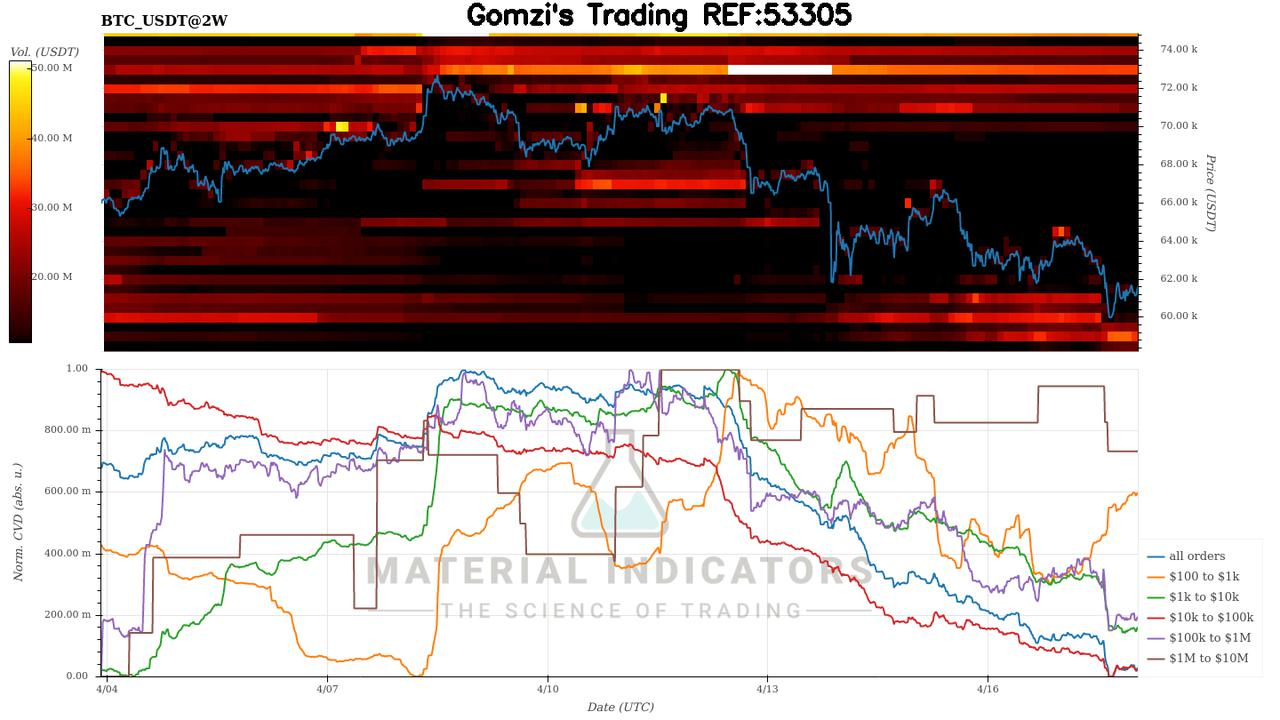 Gomzi's Trading REF:53305
BTC_USDT@2W
Vol. (USDT)
50.00 M
40.00 M
30.00 M
20.00 M
74.00 k
72.00 k
70.00 k
68.00 k
66.00 k
64.00 k
62.00 k
60.00 k
Price (USDT)
1.00
800.00 m
600.00 m
400.00 m
200.00 m
0.00
Norm. CVD (abs. u.)
MATERIAL INDICATORS
THE SCIENCE OF TRADING
all orders
$100 to $1k
$1k to $10k
$10k to $100k
$100k to $1M
$1M to $10M
4/04
4/07
4/10
4/13
4/16
Date (UTC)